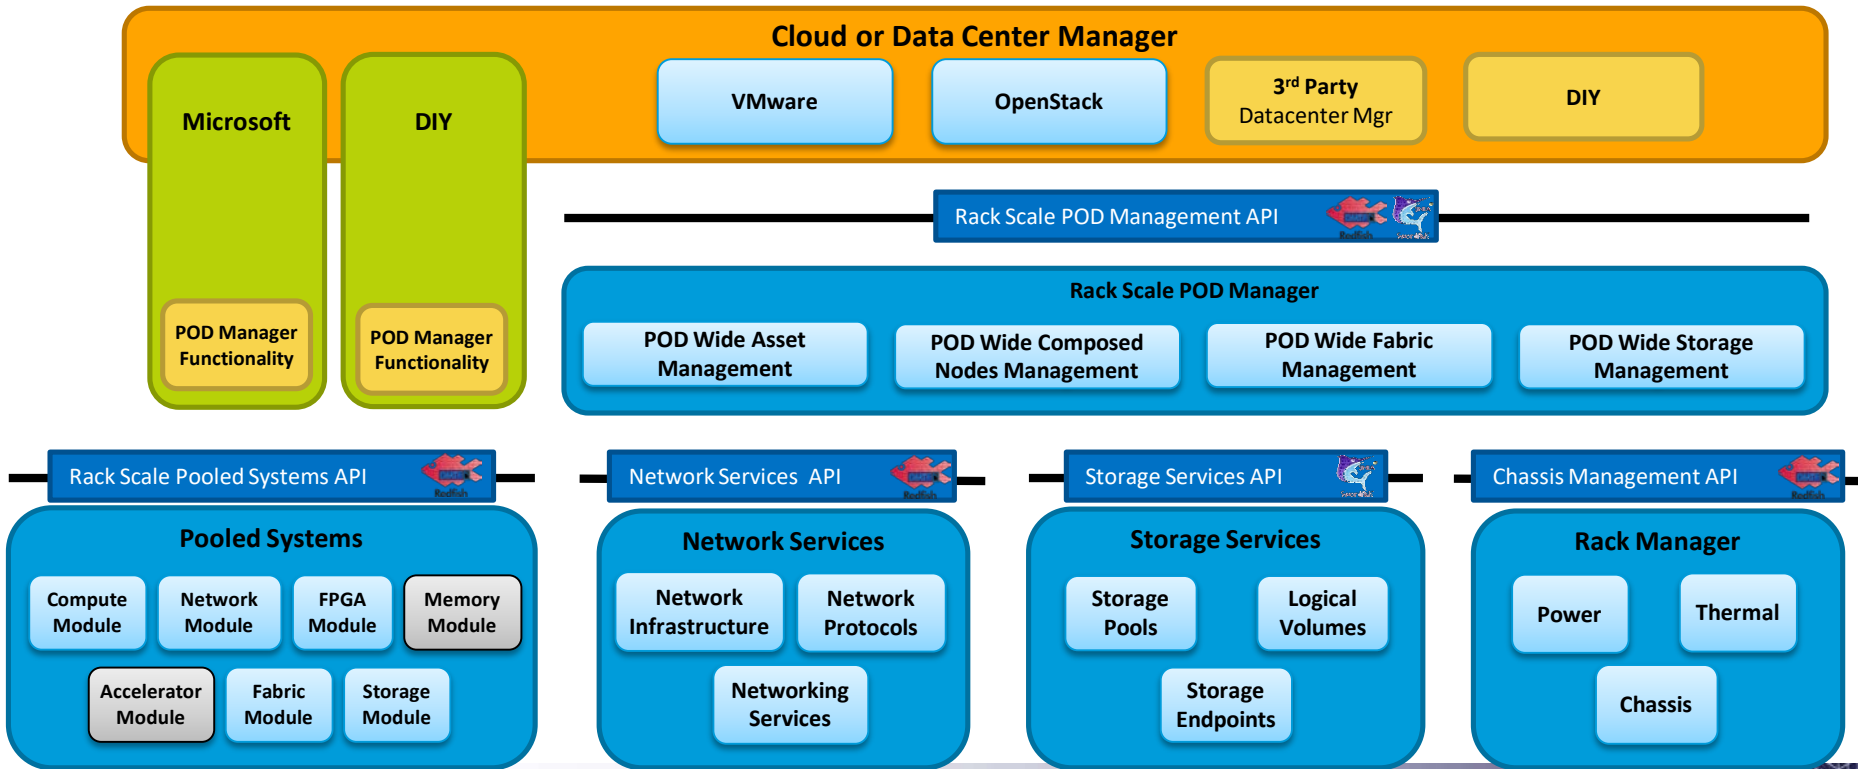 Cloud or Data Center Manager
Microsoft
DIY
VMware
OpenStack
3rd Party
Datacenter Mgr
DIY
Rack Scale POD Management API
Redfish
POD Manager
Functionality
POD Manager
Functionality
Rack Scale POD Manager
POD Wide Asset
Management
POD Wide Composed
Nodes Management
POD Wide Fabric
Management
POD Wide Storage
Management
Rack Scale Pooled Systems API
Redfish
Network Services API
Redfish
Storage Services API
Chassis Management API
Redfish
Pooled Systems
Compute
Module
Network
Module
FPGA
Module
Memory
Module
Accelerator
Module
Fabric
Module
Storage
Module
Network Services
Network
Infrastructure
Network
Protocols
Networking
Services
Storage Services
Storage
Pools
Logical
Volumes
Storage
Endpoints
Rack Manager
Power
Thermal
Chassis